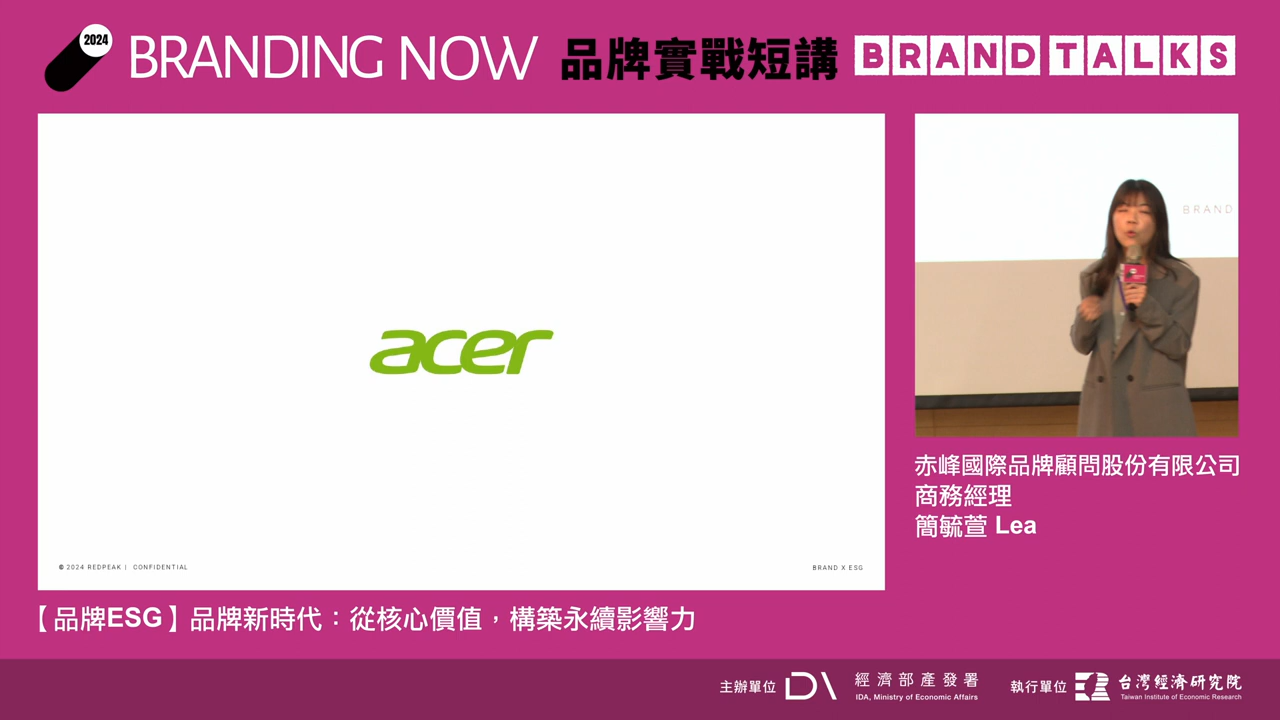 2024
BRANDING NOW 品牌實戰短講 BRAND TALKS
acer
© 2024 REDPEAK | CONFIDENTIAL
BRAND X ESG
BRAND
赤峰國際品牌顧問股份有限公司
商務經理
簡毓萱 Lea
【品牌ESG】品牌新時代：從核心價值，構築永續影響力
主辦單位 IDA 經濟部產發署
IDA, Ministry of Economic Affairs
執行單位 台灣經濟研究院
Taiwan Institute of Economic Research